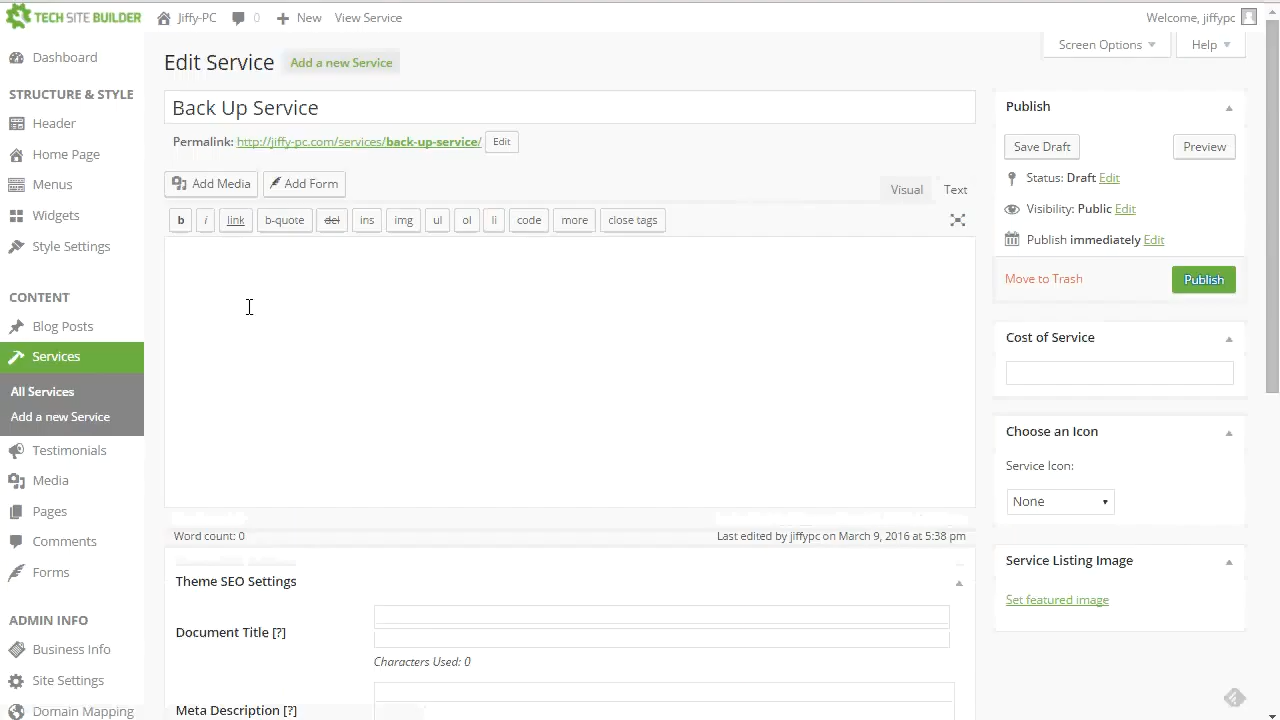 TECH SITE BUILDER
Jiffy-PC
0
New
View Service
Welcome, jiffypc
Dashboard
STRUCTURE & STYLE
Header
Home Page
Menus
Widgets
Style Settings
CONTENT
Blog Posts
Services
All Services
Add a new Service
Testimonials
Media
Pages
Comments
Forms
ADMIN INFO
Business Info
Site Settings
Domain Mapping
Screen Options
Help
Edit Service
Add a new Service
Back Up Service
Permalink: http://jiffy-pc.com/services/back-up-service/
Edit
Add Media
Add Form
Visual
Text
b
i
link
b-quote
del
ins
img
ul
ol
li
code
more
close tags
Word count: 0
Last edited by jiffypc on March 9, 2016 at 5:38 pm
Theme SEO Settings
Document Title [?]
Characters Used: 0
Meta Description [?]
Publish
Save Draft
Preview
Status: Draft Edit
Visibility: Public Edit
Publish immediately Edit
Move to Trash
Publish
Cost of Service
Choose an Icon
Service Icon:
None
Service Listing Image
Set featured image